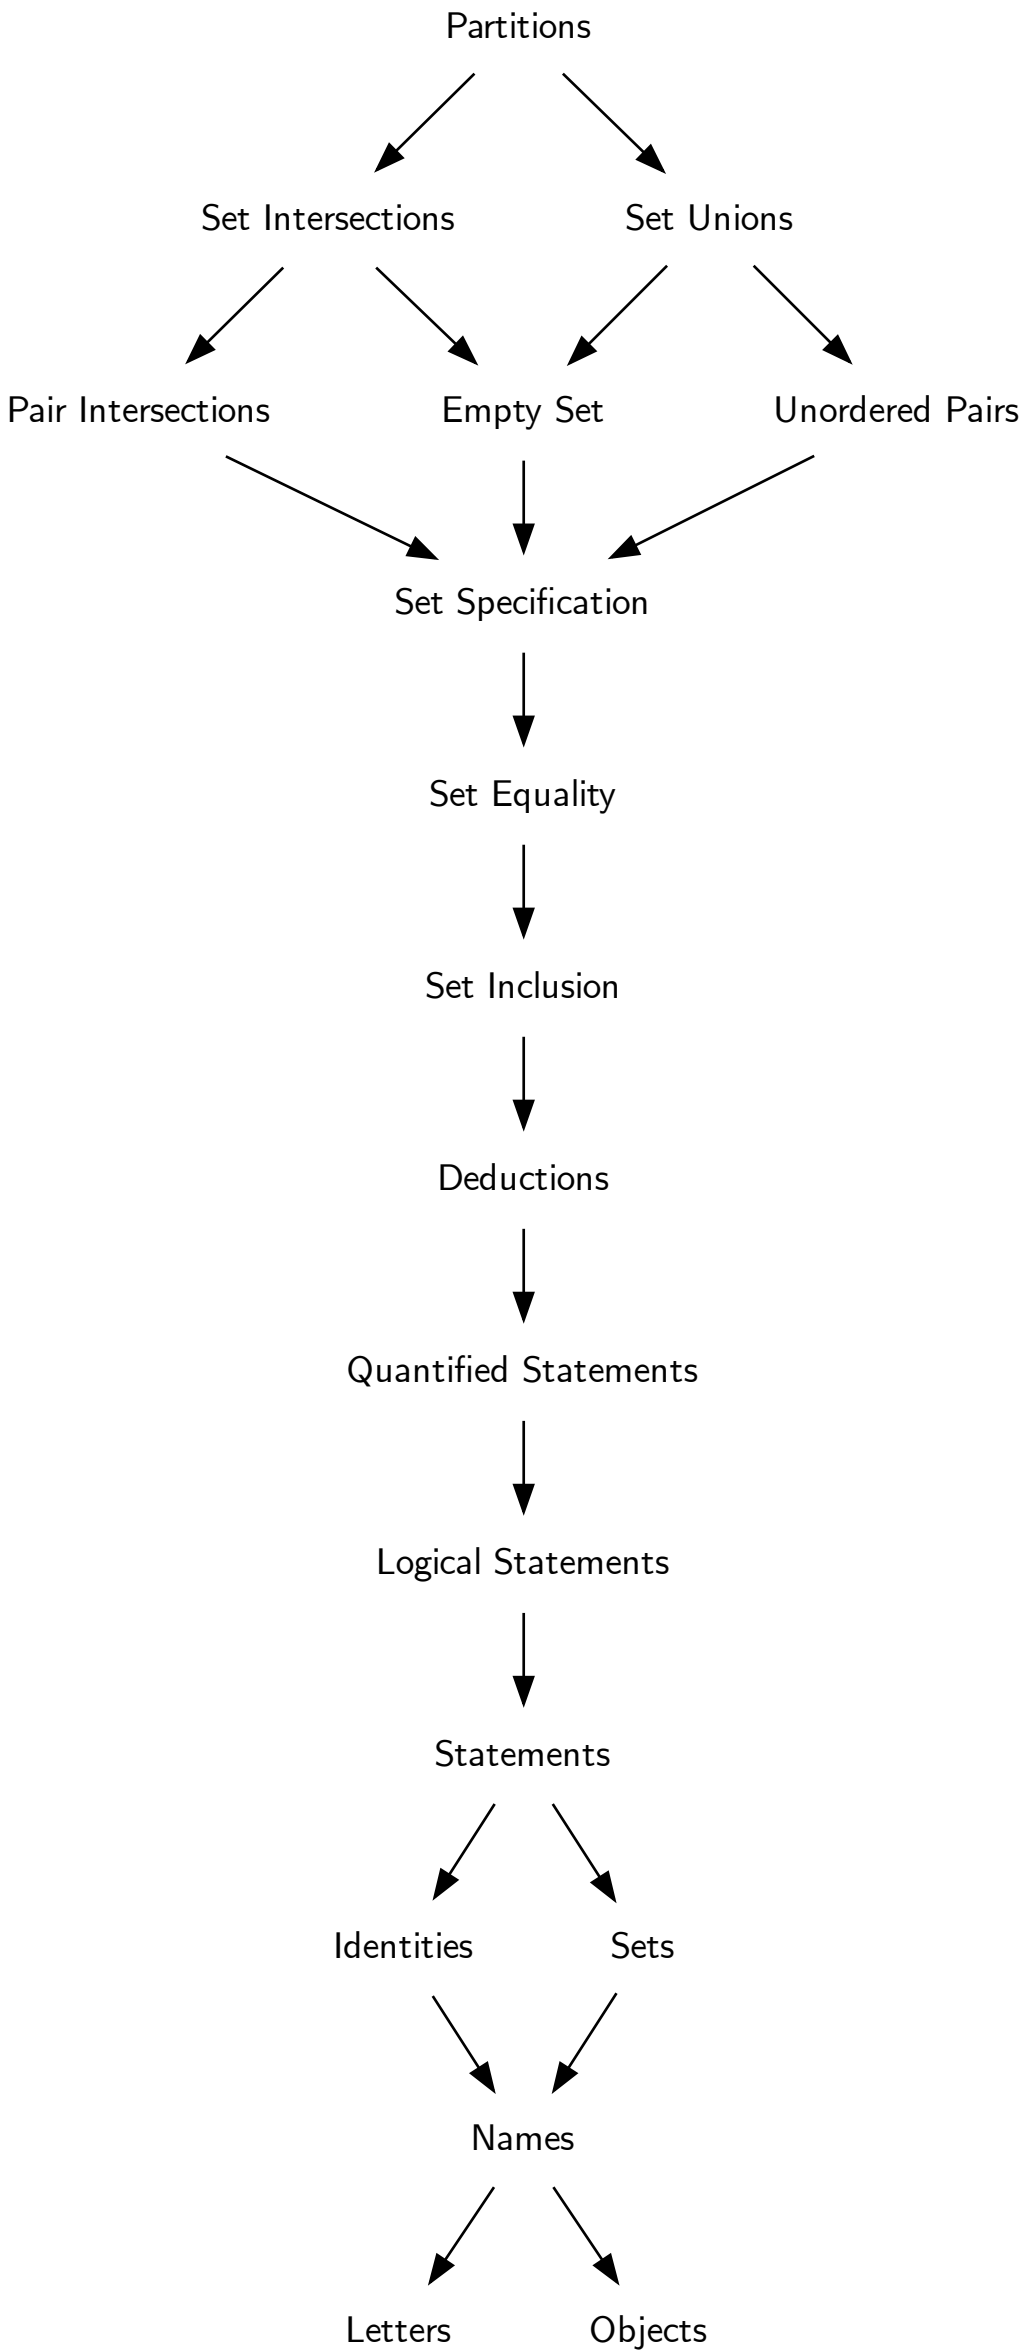 Partitions
Set Intersections
Set Unions
Pair Intersections
Empty Set
Unordered Pairs
Set Specification
Set Equality
Set Inclusion
Deductions
Quantified Statements
Logical Statements
Statements
Identities
Sets
Names
Letters
Objects